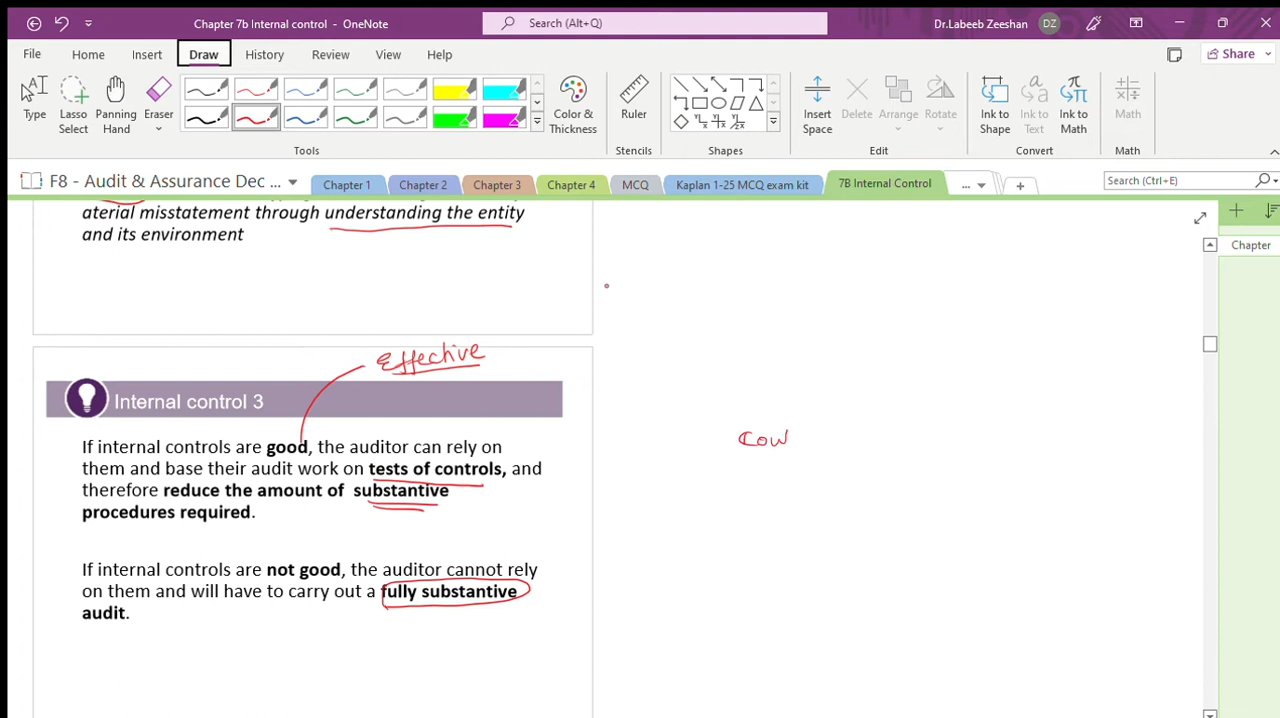 Chapter 7b Internal control - OneNote
Search (Alt+Q)
Dr.Labeeb Zeeshan
DZ
File
Home
Insert
Draw
History
Review
View
Help
Share
Type
Lasso Select
Panning Hand
Eraser
Color & Thickness
Ruler
Insert Space
Delete
Arrange
Rotate
Ink to Shape
Ink to Text
Ink to Math
Math
Tools
Stencils
Shapes
Edit
Convert
Math
F8 - Audit & Assurance Dec ...
Chapter 1
Chapter 2
Chapter 3
Chapter 4
MCQ
Kaplan 1-25 MCQ exam kit
7B Internal Control
...
Search (Ctrl+E)
Chapter
aterial misstatement through understanding the entity
and its environment
Effective
Internal control 3
If internal controls are good, the auditor can rely on
them and base their audit work on tests of controls, and
therefore reduce the amount of substantive
procedures required.
If internal controls are not good, the auditor cannot rely
on them and will have to carry out a fully substantive
audit.